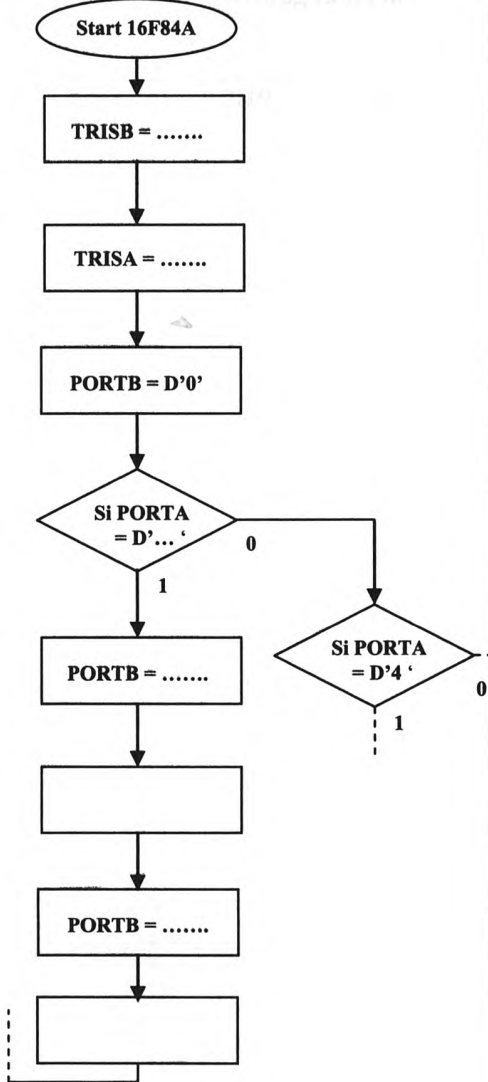 Start 16F84A
TRISB = .......
TRISA = .......
PORTB = D’0’
Si PORTA
= D’... ‘
0
1
Si PORTA
= D’4 ‘
0
1
PORTB = .......
PORTB = .......